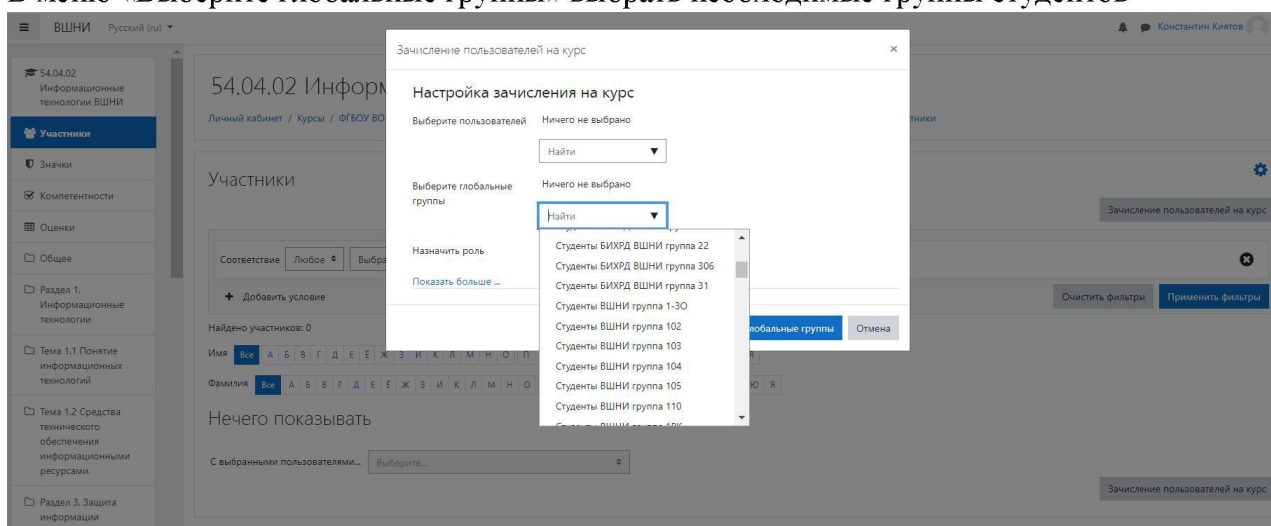 В меню «Выберите глобальные группы» выбрать необходимые группы студентов
ВШНИ Русский (ru)
Константин Киятов
54.04.02
Информационные
технологии ВШНИ
Участники
Значки
Компетентности
Оценки
Общее
Раздел 1.
Информационные
технологии
Тема 1.1 Понятие
информационных
технологий
Тема 1.2 Средства
технического
обеспечения
информационными
ресурсами.
Раздел 3. Защита
информации
54.04.02 Информ
Личный кабинет / Курсы / ФГБОУ ВО
тники
Участники
Зачисление пользователей на курс
Соответствие Любое Выбра
Добавить условие
Очистить фильтры Применить фильтры
Найдено участников: 0
Имя Все А Б В Г Д Е Ё Ж З И К Л М Н О П Я
Фамилия Все А Б В Г Д Е Ё Ж З И К Л М Н О Ю Я
Нечего показывать
С выбранными пользователями... Выберите...
Зачисление пользователей на курс
Зачисление пользователей на курс ×
Настройка зачисления на курс
Выберите пользователей Ничего не выбрано
Найти ▼
Выберите глобальные
группы
Ничего не выбрано
Найти ▼
Назначить роль
Показать больше ...
Студенты БИХРД ВШНИ группа 22
Студенты БИХРД ВШНИ группа 306
Студенты БИХРД ВШНИ группа 31
Студенты ВШНИ группа 1-ЗО
Студенты ВШНИ группа 102
Студенты ВШНИ группа 103
Студенты ВШНИ группа 104
Студенты ВШНИ группа 105
Студенты ВШНИ группа 110
лобальные группы Отмена